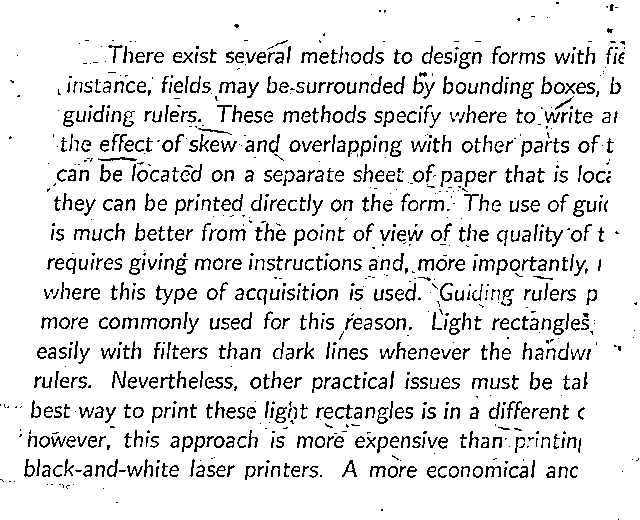 There exist several methods to design forms with fie
instance, fields may be surrounded by bounding boxes, b
guiding rulers. These methods specify where to write ar
the effect of skew and overlapping with other parts of t
can be located on a separate sheet of paper that is loca
they can be printed directly on the form. The use of guid
is much better from the point of view of the quality of t
requires giving more instructions and, more importantly, r
where this type of acquisition is used. Guiding rulers p
more commonly used for this reason. Light rectangles,
easily with filters than dark lines whenever the handwr
rulers. Nevertheless, other practical issues must be tak
best way to print these light rectangles is in a different c
however, this approach is more expensive than printing
black-and-white laser printers. A more economical and